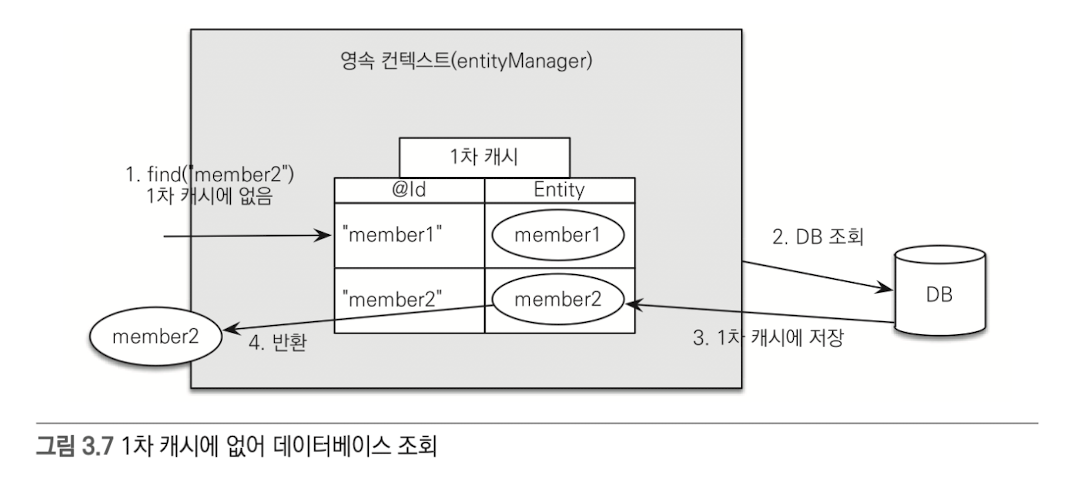 영속 컨텍스트(entityManager)
1차 캐시
1. find("member2")
1차 캐시에 없음
@Id Entity
"member1" member1
2. DB 조회
"member2" member2
DB
member2
4. 반환
3. 1차 캐시에 저장
그림 3.7 1차 캐시에 없어 데이터베이스 조회